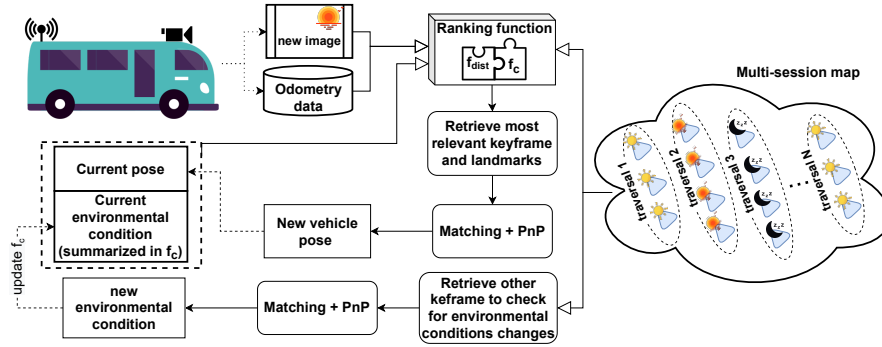 new image
Odometry
data
Ranking function
f_dist
f_c
Retrieve most
relevant keyframe
and landmarks
Matching + PnP
New vehicle
pose
Current pose
Current
environmental
condition
(summarized in f_c)
update f_c
new
environmental
condition
Matching + PnP
Retrieve other
keframe to check
for environmental
conditions changes
Multi-session map
traversal 1
traversal 2
traversal 3
...
traversal N
z z z
z z z
z z z
z z z